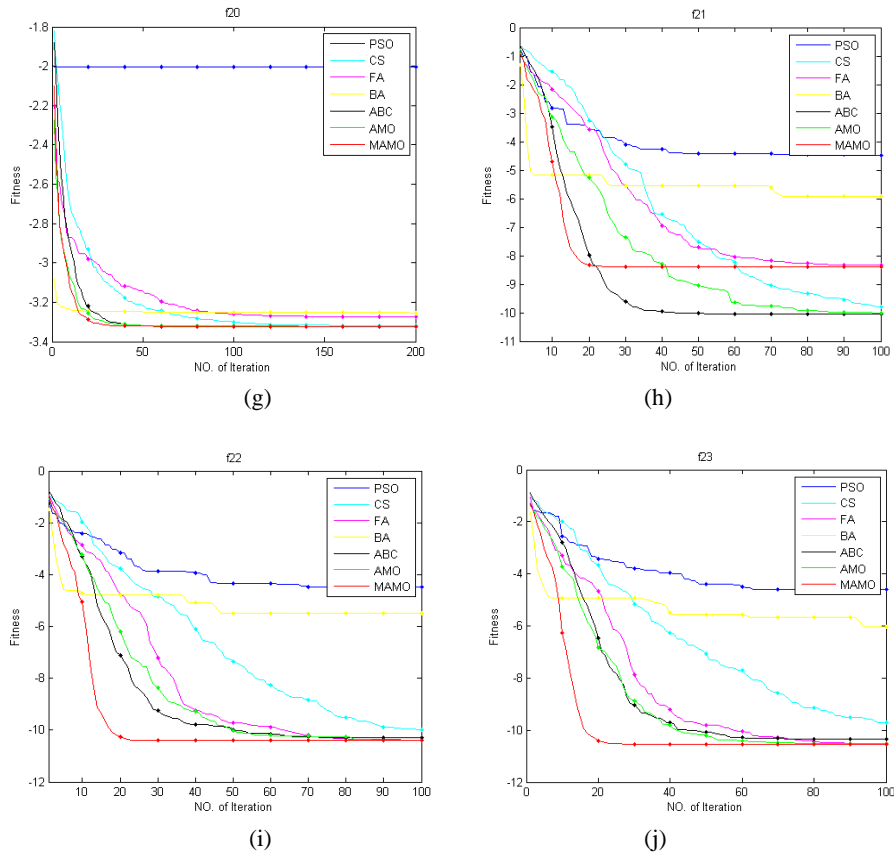 f20
-1.8
-2
-2.2
-2.4
-2.6
-2.8
-3
-3.2
-3.4
Fitness
0 50 100 150 200
NO. of Iteration
PSO
CS
FA
BA
ABC
AMO
MAMO
(g)
f21
0
-1
-2
-3
-4
-5
-6
-7
-8
-9
-10
-11
Fitness
10 20 30 40 50 60 70 80 90 100
NO. of Iteration
PSO
CS
FA
BA
ABC
AMO
MAMO
(h)
f22
0
-2
-4
-6
-8
-10
-12
Fitness
10 20 30 40 50 60 70 80 90 100
NO. of Iteration
PSO
CS
FA
BA
ABC
AMO
MAMO
(i)
f23
0
-2
-4
-6
-8
-10
-12
Fitness
0 20 40 60 80 100
NO. of Iteration
PSO
CS
FA
BA
ABC
AMO
MAMO
(j)